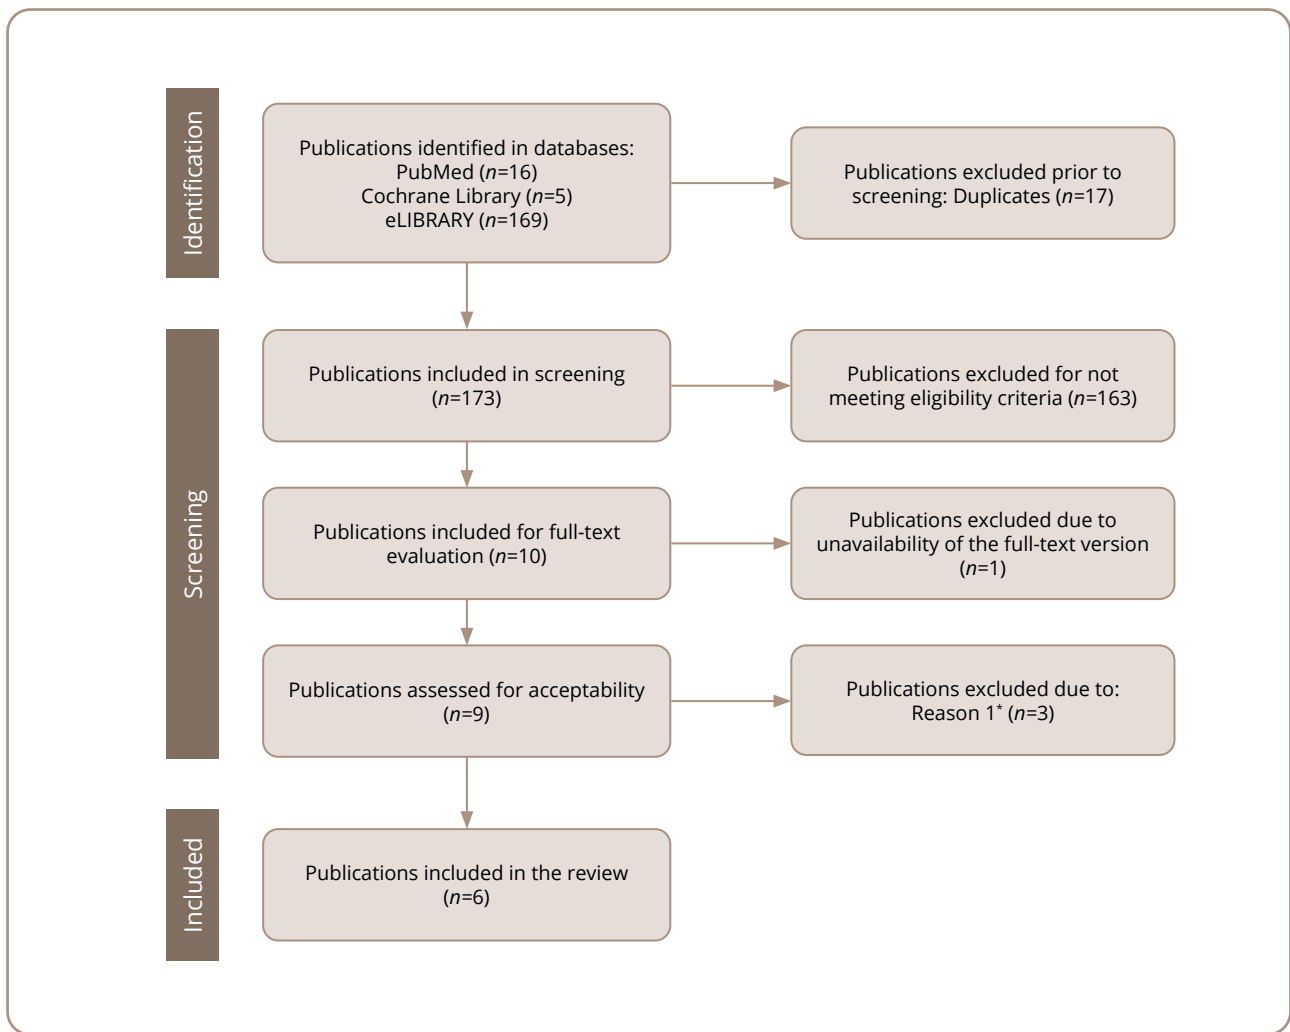 Identification
Publications identified in databases:
PubMed (n=16)
Cochrane Library (n=5)
eLIBRARY (n=169)
Publications excluded prior to
screening: Duplicates (n=17)
Screening
Publications included in screening
(n=173)
Publications excluded for not
meeting eligibility criteria (n=163)
Publications included for full-text
evaluation (n=10)
Publications excluded due to
unavailability of the full-text version
(n=1)
Publications assessed for acceptability
(n=9)
Publications excluded due to:
Reason 1* (n=3)
Included
Publications included in the review
(n=6)